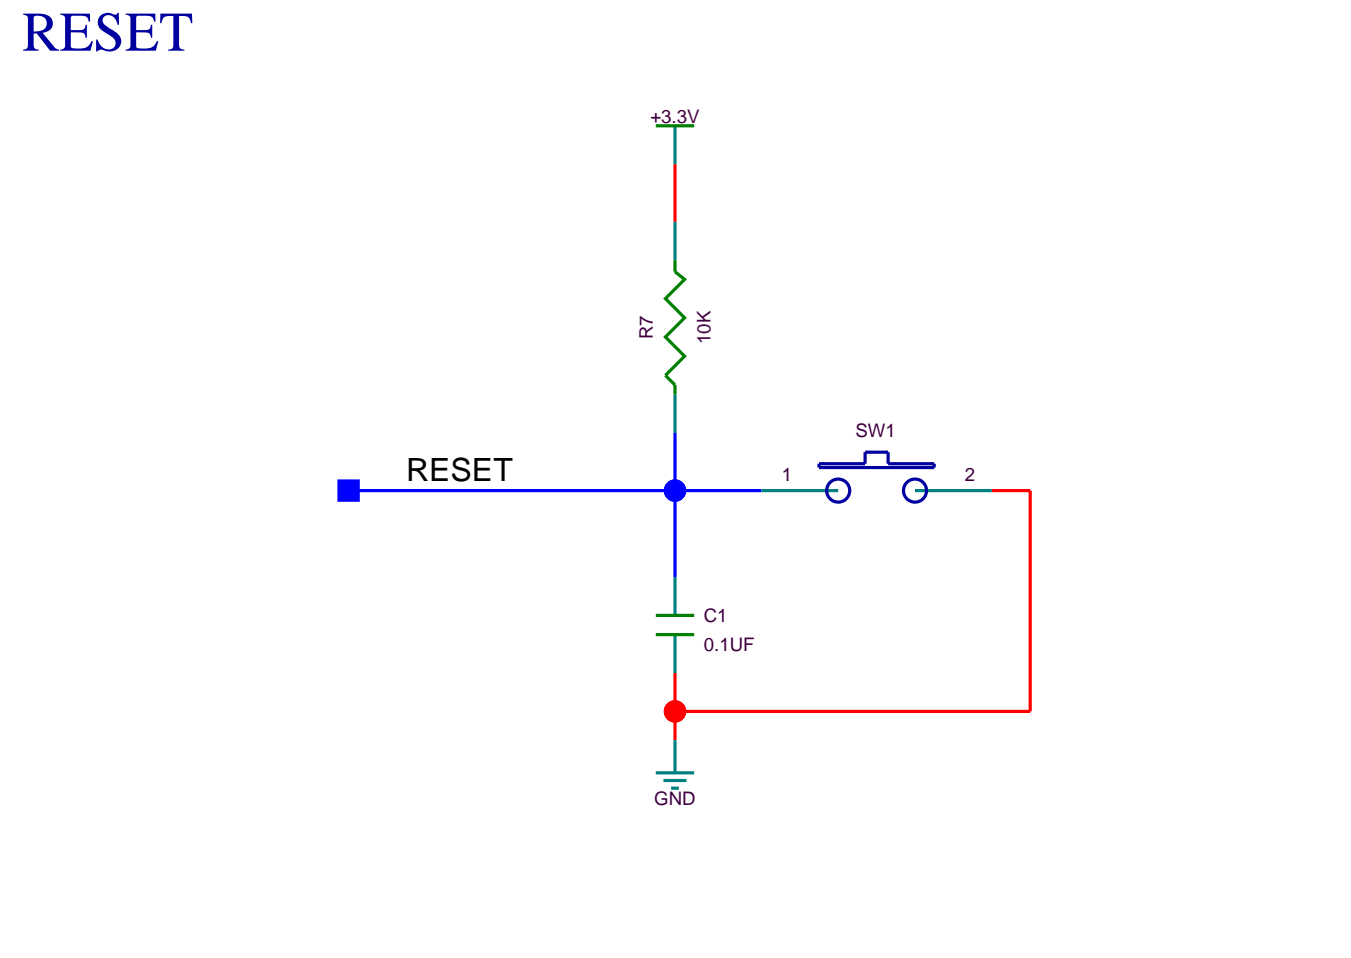 RESET
+3.3V
R7
10K
SW1
RESET
1
2
C1
0.1UF
GND